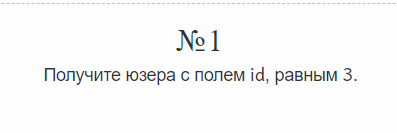 №1
Получите юзера с полем id, равным 3.